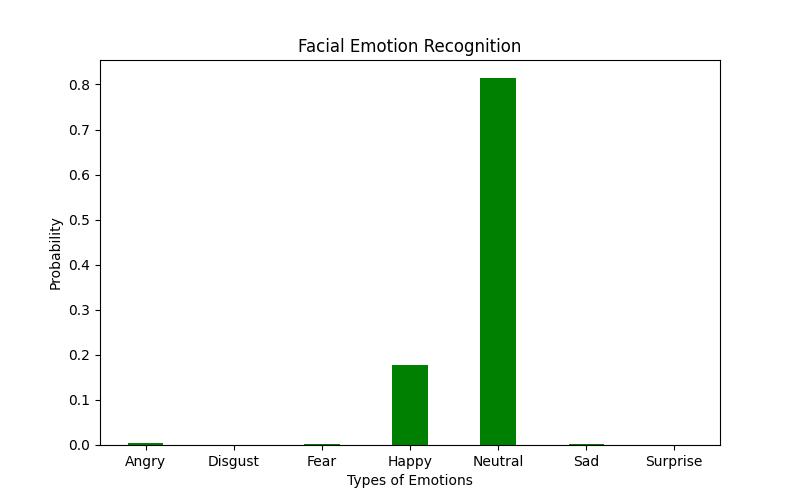 Facial Emotion Recognition
0.8
0.7
0.6
0.5
0.4
0.3
0.2
0.1
0.0
Probability
Angry Disgust Fear Happy Neutral Sad Surprise
Types of Emotions